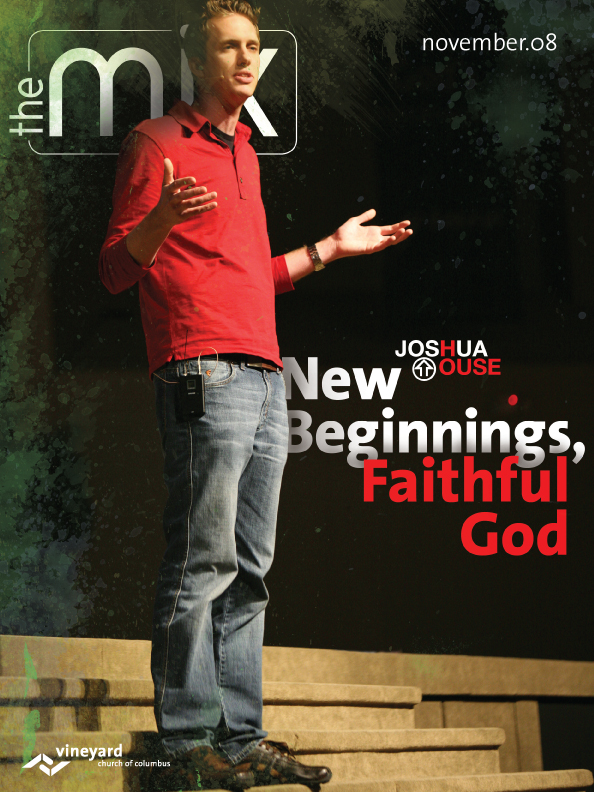 the mix
november.08
JOSHUA
HOUSE
New
Beginnings,
Faithful
God
vineyard
church of columbus